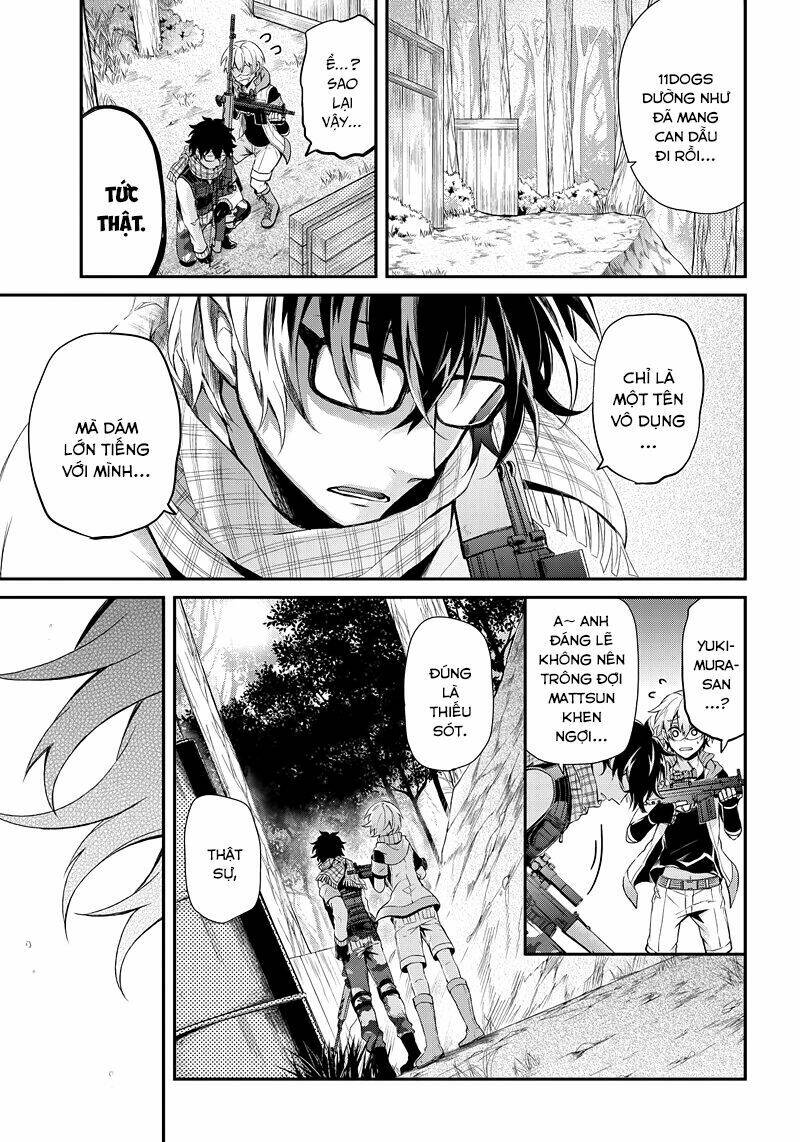 11DOGS
DƯỜNG NHƯ
ĐÃ MANG
CAN DẦU
ĐI RỒI...
Ể...?
SAO
LẠI
VẬY...
TỨC
THẬT.
CHỈ LÀ
MỘT TÊN
VÔ DỤNG
...
MÀ DÁM
LỚN TIẾNG
VỚI MÌNH...
YUKI-
MURA-
SAN
...?
A~ ANH
ĐÁNG LẼ
KHÔNG NÊN
TRÔNG ĐỢI
MATTSUN
KHEN
NGỢI...
ĐÚNG
LÀ
THIẾU
SÓT.
THẬT
SỰ,